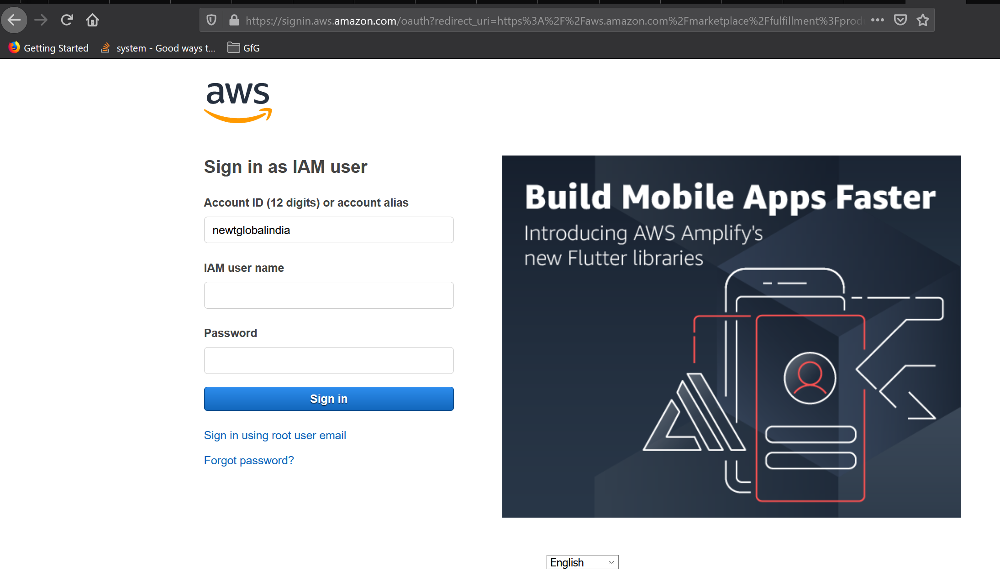 https://signin.aws.amazon.com/oauth?redirect_uri=https%3A%2F%2Faws.amazon.com%2Fmarketplace%2Ffulfillment%3Fprod
Getting Started
system - Good ways t...
GfG
aws
Sign in as IAM user
Account ID (12 digits) or account alias
newtglobalindia
IAM user name
Password
Sign in
Sign in using root user email
Forgot password?
Build Mobile Apps Faster
Introducing AWS Amplify's
new Flutter libraries
English